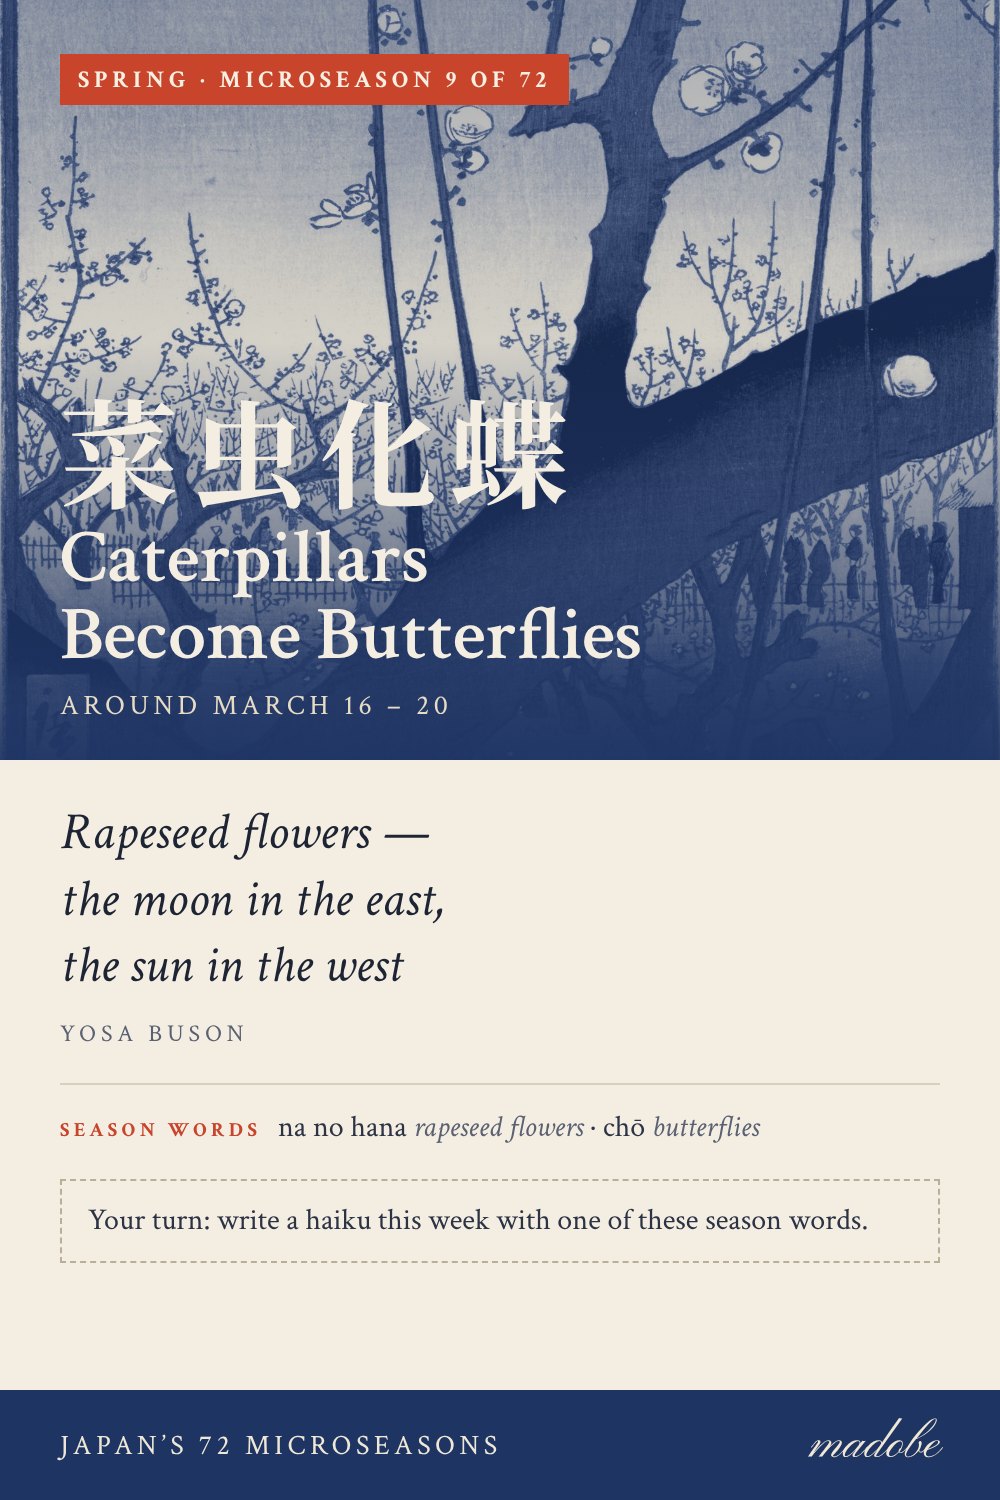 SPRING · MICROSEASON 9 OF 72
菜虫化蝶
Caterpillars
Become Butterflies
AROUND MARCH 16 – 20
Rapeseed flowers —
the moon in the east,
the sun in the west
YOSA BUSON
SEASON WORDS na no hana rapeseed flowers · chō butterflies
Your turn: write a haiku this week with one of these season words.
JAPAN’S 72 MICROSEASONS
madobe